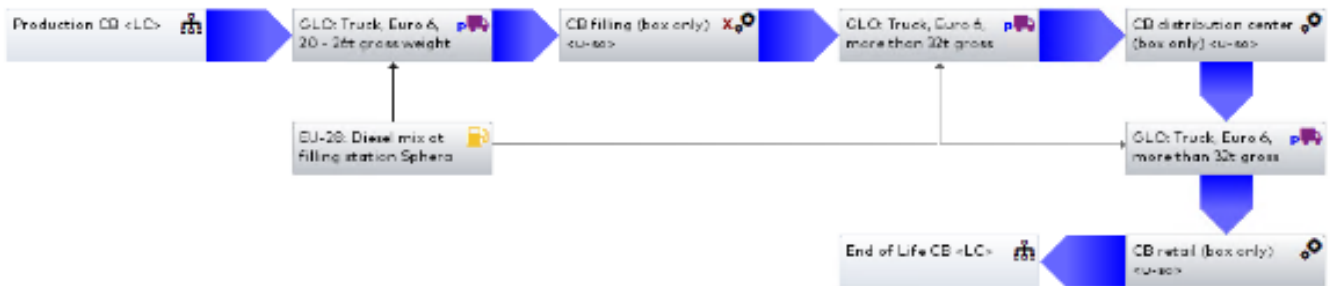 Production CB <LC>
GLO: Truck, Euro 6,
20 - 26t gross weight
p
CB filling (box only)
<u-so>
X
GLO: Truck, Euro 6,
more than 32t gross
p
CB distribution center
(box only) <u-so>
EU-28: Diesel mix at
filling station Sphera
GLO: Truck, Euro 6,
more than 32t gross
p
End of Life CB <LC>
CB retail (box only)
<u-so>